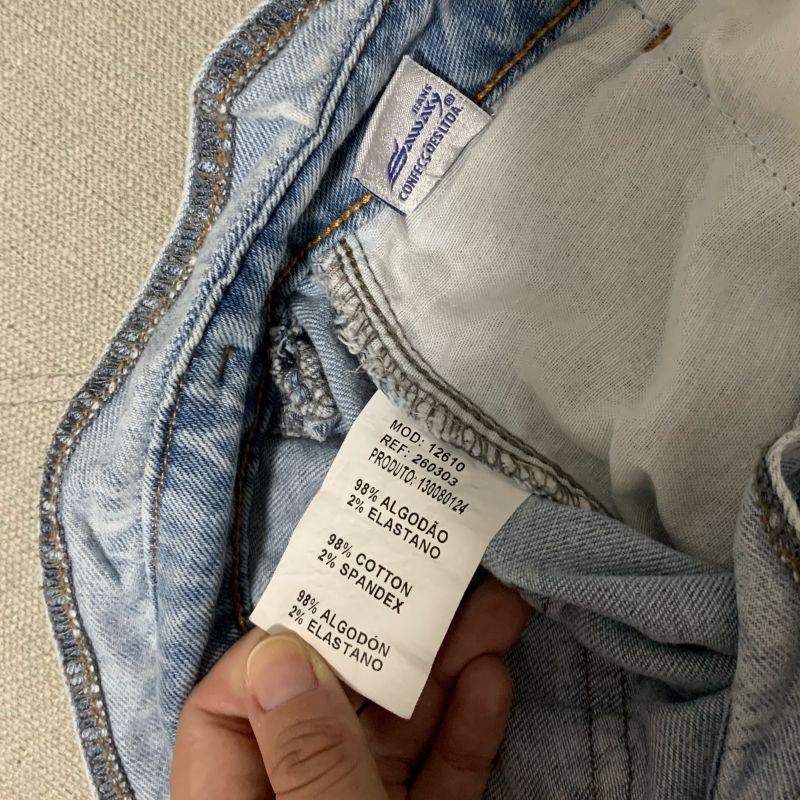 JEANS
Sawary
CONFECÇÕES LTDA ®
MOD: 12610
REF: 260303
PRODUTO: 130080124
98% ALGODÃO
2% ELASTANO
98% COTTON
2% SPANDEX
98% ALGODÓN
2% ELASTANO